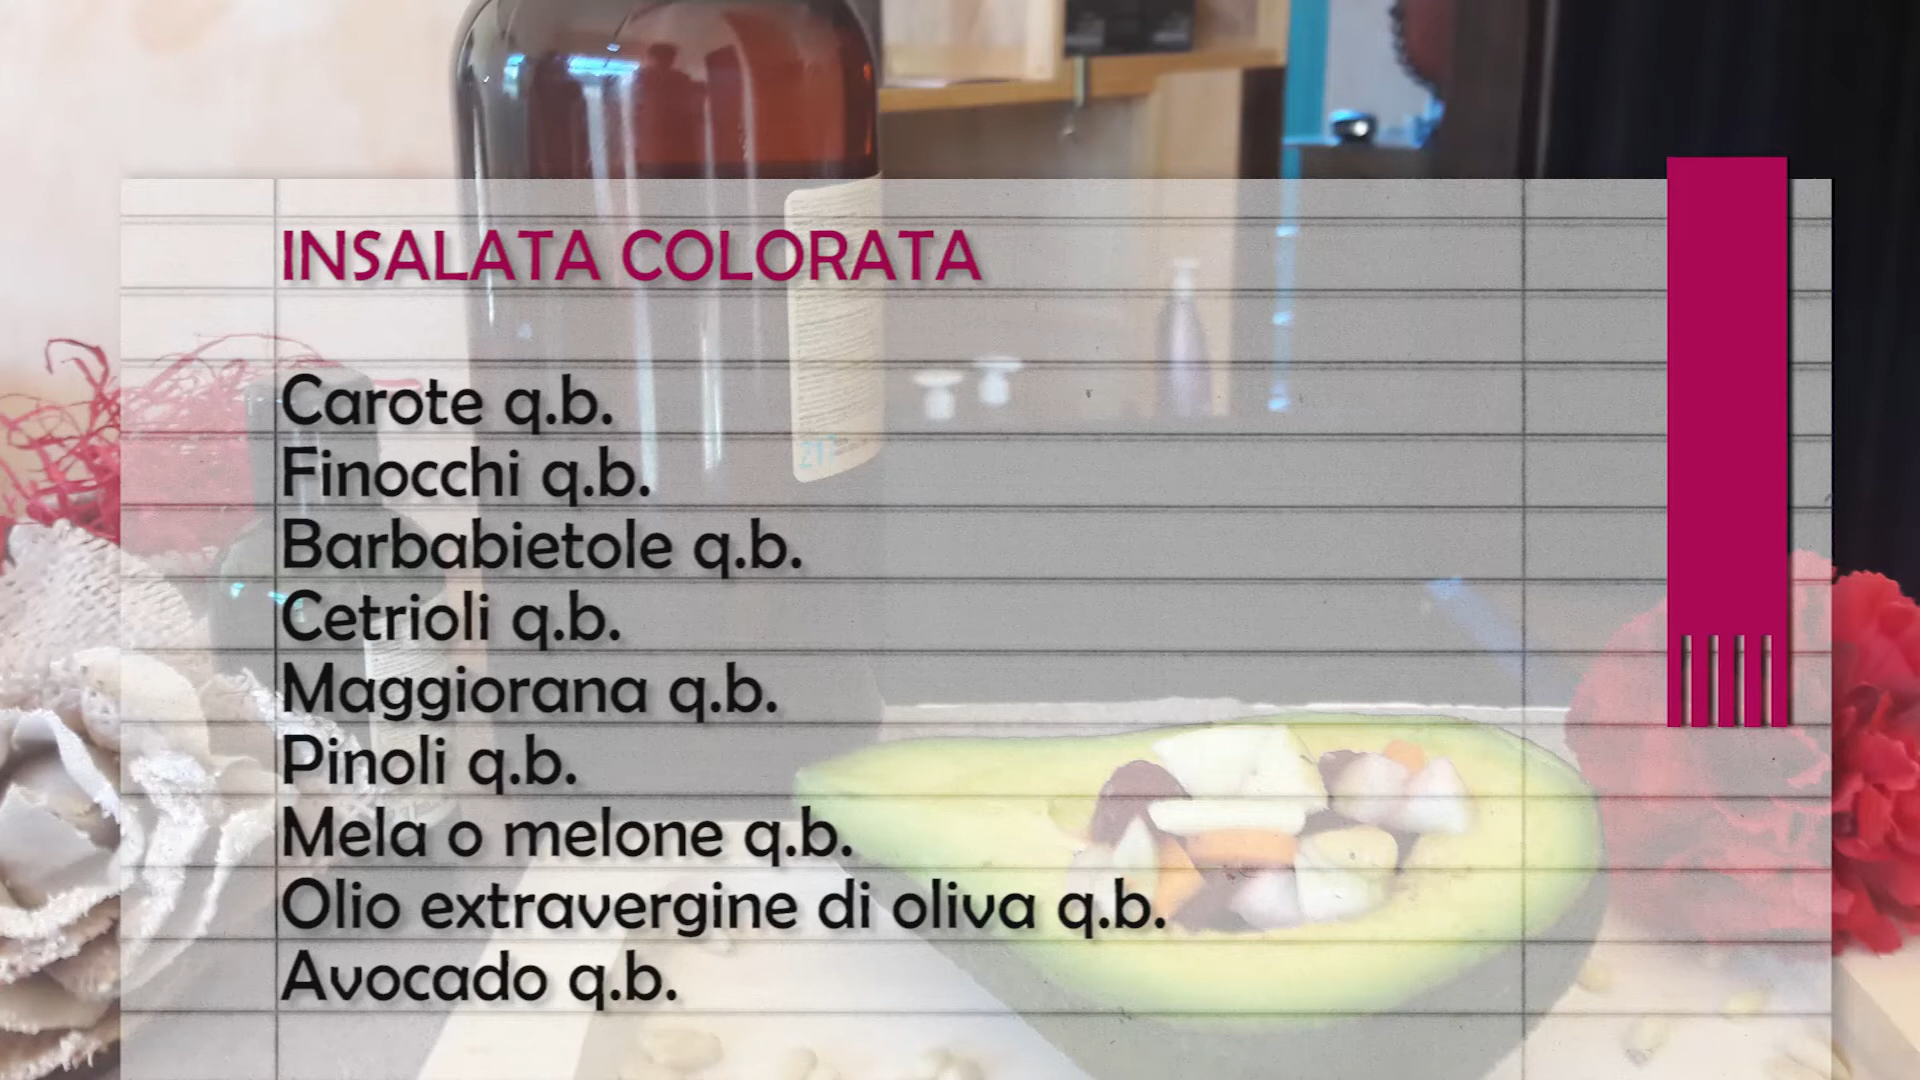 INSALATA COLORATA
Carote q.b.
Finocchi q.b.
Barbabietole q.b.
Cetrioli q.b.
Maggiorana q.b.
Pinoli q.b.
Mela o melone q.b.
Olio extravergine di oliva q.b.
Avocado q.b.